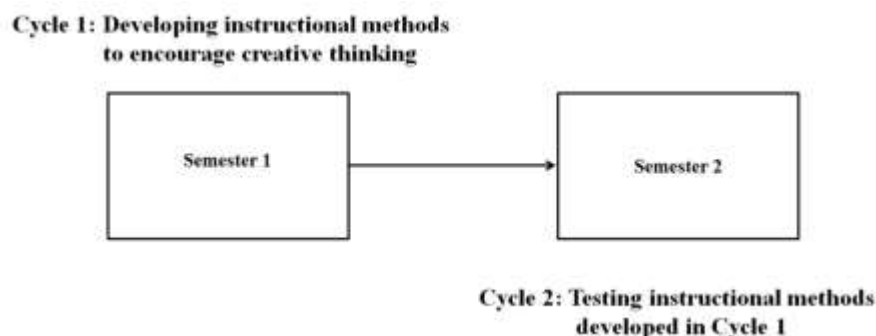 Cycle 1: Developing instructional methods
to encourage creative thinking
Semester 1
Semester 2
Cycle 2: Testing instructional methods
developed in Cycle 1